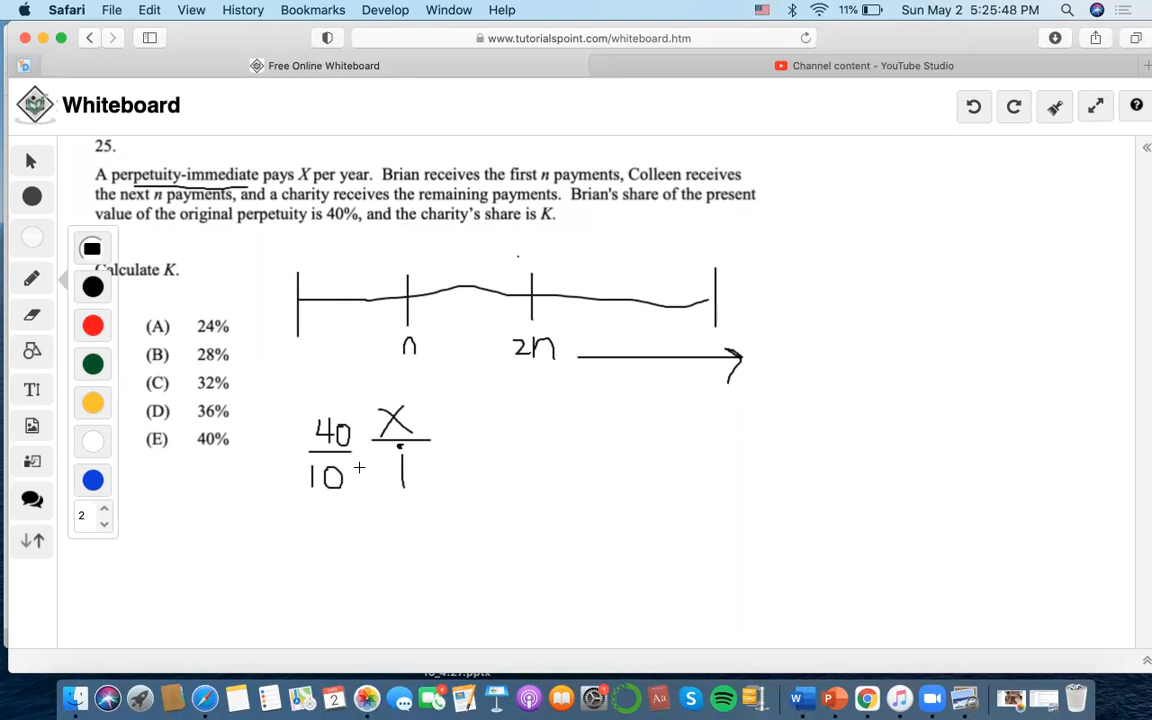 Safari File Edit View History Bookmarks Develop Window Help 11% Sun May 2 5:25:48 PM
www.tutorialspoint.com/whiteboard.htm
Free Online Whiteboard Channel content - YouTube Studio
Whiteboard
25.
A perpetuity-immediate pays X per year. Brian receives the first n payments, Colleen receives
the next n payments, and a charity receives the remaining payments. Brian's share of the present
value of the original perpetuity is 40%, and the charity's share is K.
Calculate K.
(A) 24%
(B) 28%
(C) 32%
(D) 36%
(E) 40%
n 2n
40 X
10 i
2